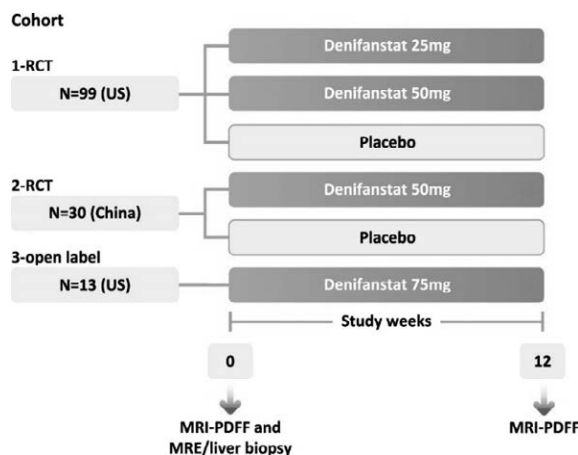 Cohort
1-RCT
N=99 (US)
Denifanstat 25mg
Denifanstat 50mg
Placebo
2-RCT
N=30 (China)
Denifanstat 50mg
Placebo
3-open label
N=13 (US)
Denifanstat 75mg
Study weeks
0
12
MRI-PDFF and
MRE/liver biopsy
MRI-PDFF